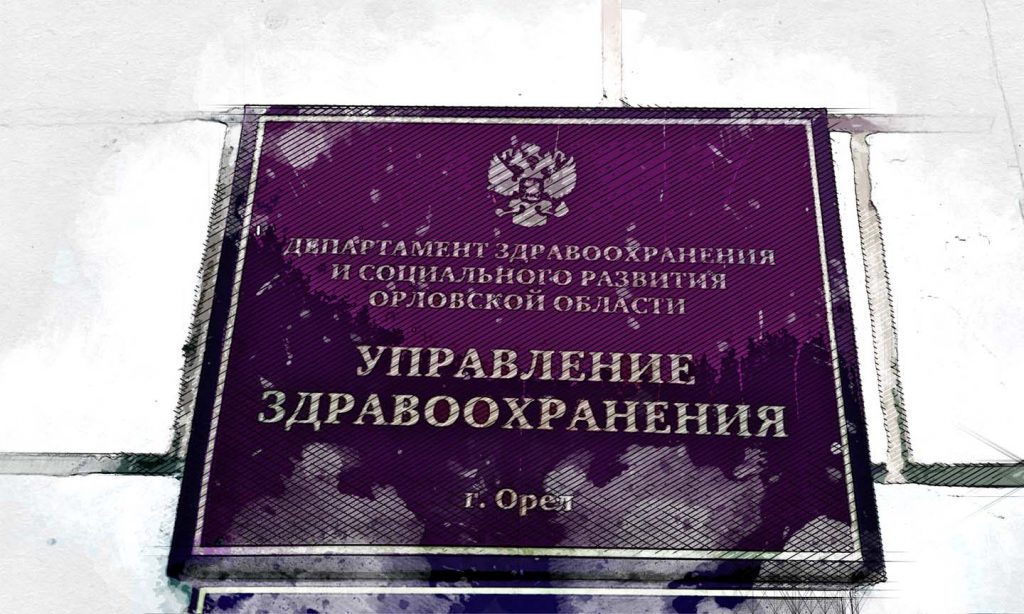 ДЕПАРТАМЕНТ ЗДРАВООХРАНЕНИЯ
И СОЦИАЛЬНОГО РАЗВИТИЯ
ОРЛОВСКОЙ ОБЛАСТИ
УПРАВЛЕНИЕ
ЗДРАВООХРАНЕНИЯ
г. Орел